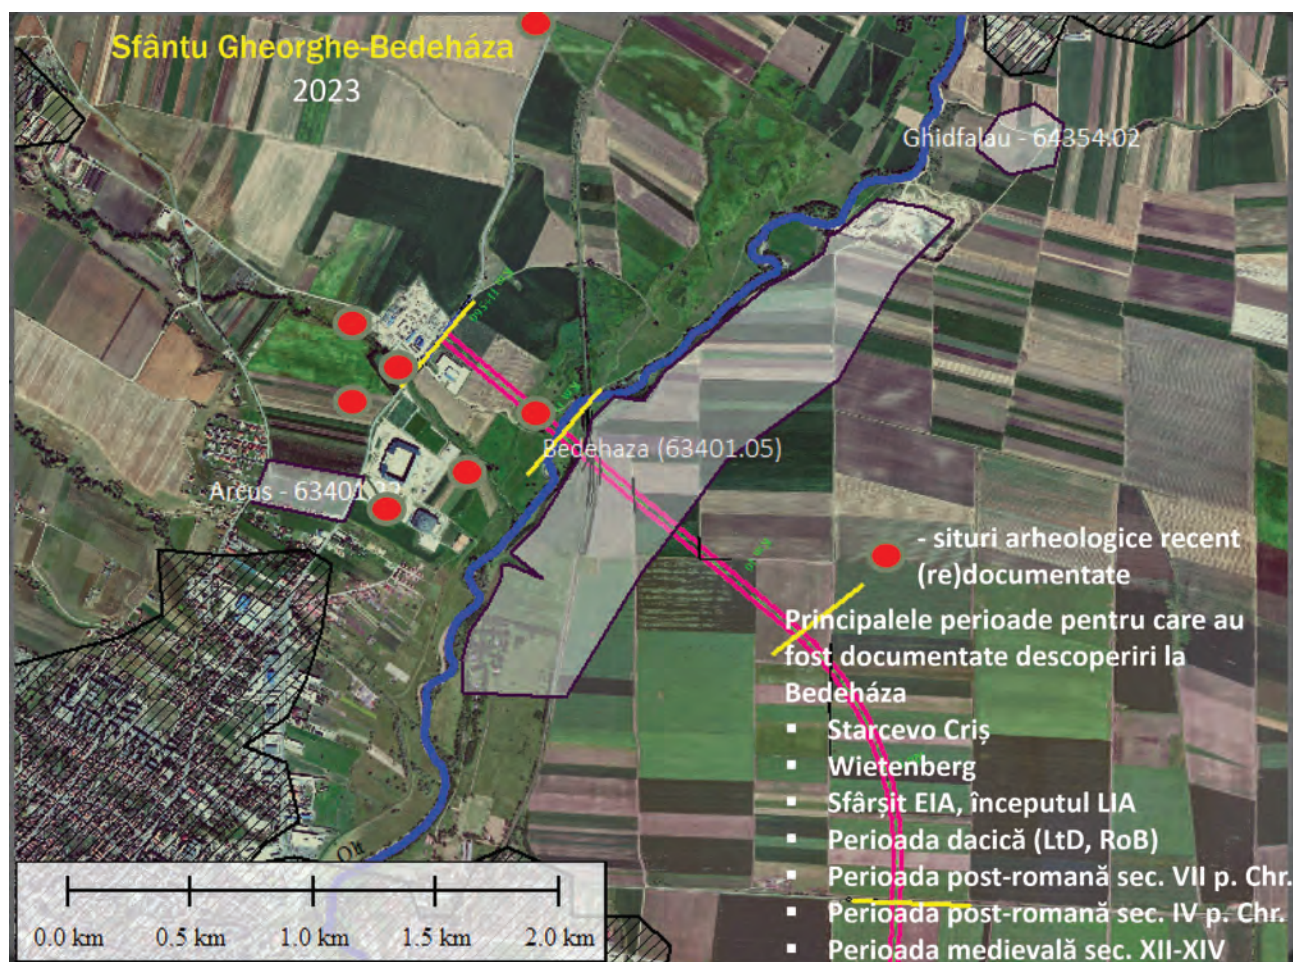 Sfântu Gheorghe-Bedeháza
2023
Ghidfalau - 64354.02
Bedehaza (63401.05)
Arcus - 63401
- situri arheologice recent
(re)documentate
Principalele perioade pentru care au
fost documentate descoperiri la
Bedeháza
▪ Starcevo Criș
▪ Wietenberg
▪ Sfârșit EIA, începutul LIA
▪ Perioada dacică (LtD, RoB)
▪ Perioada post-romană sec. VII p. Chr.
▪ Perioada post-romană sec. IV p. Chr.
▪ Perioada medievală sec. XII-XIV
Olt
0.0 km 0.5 km 1.0 km 1.5 km 2.0 km